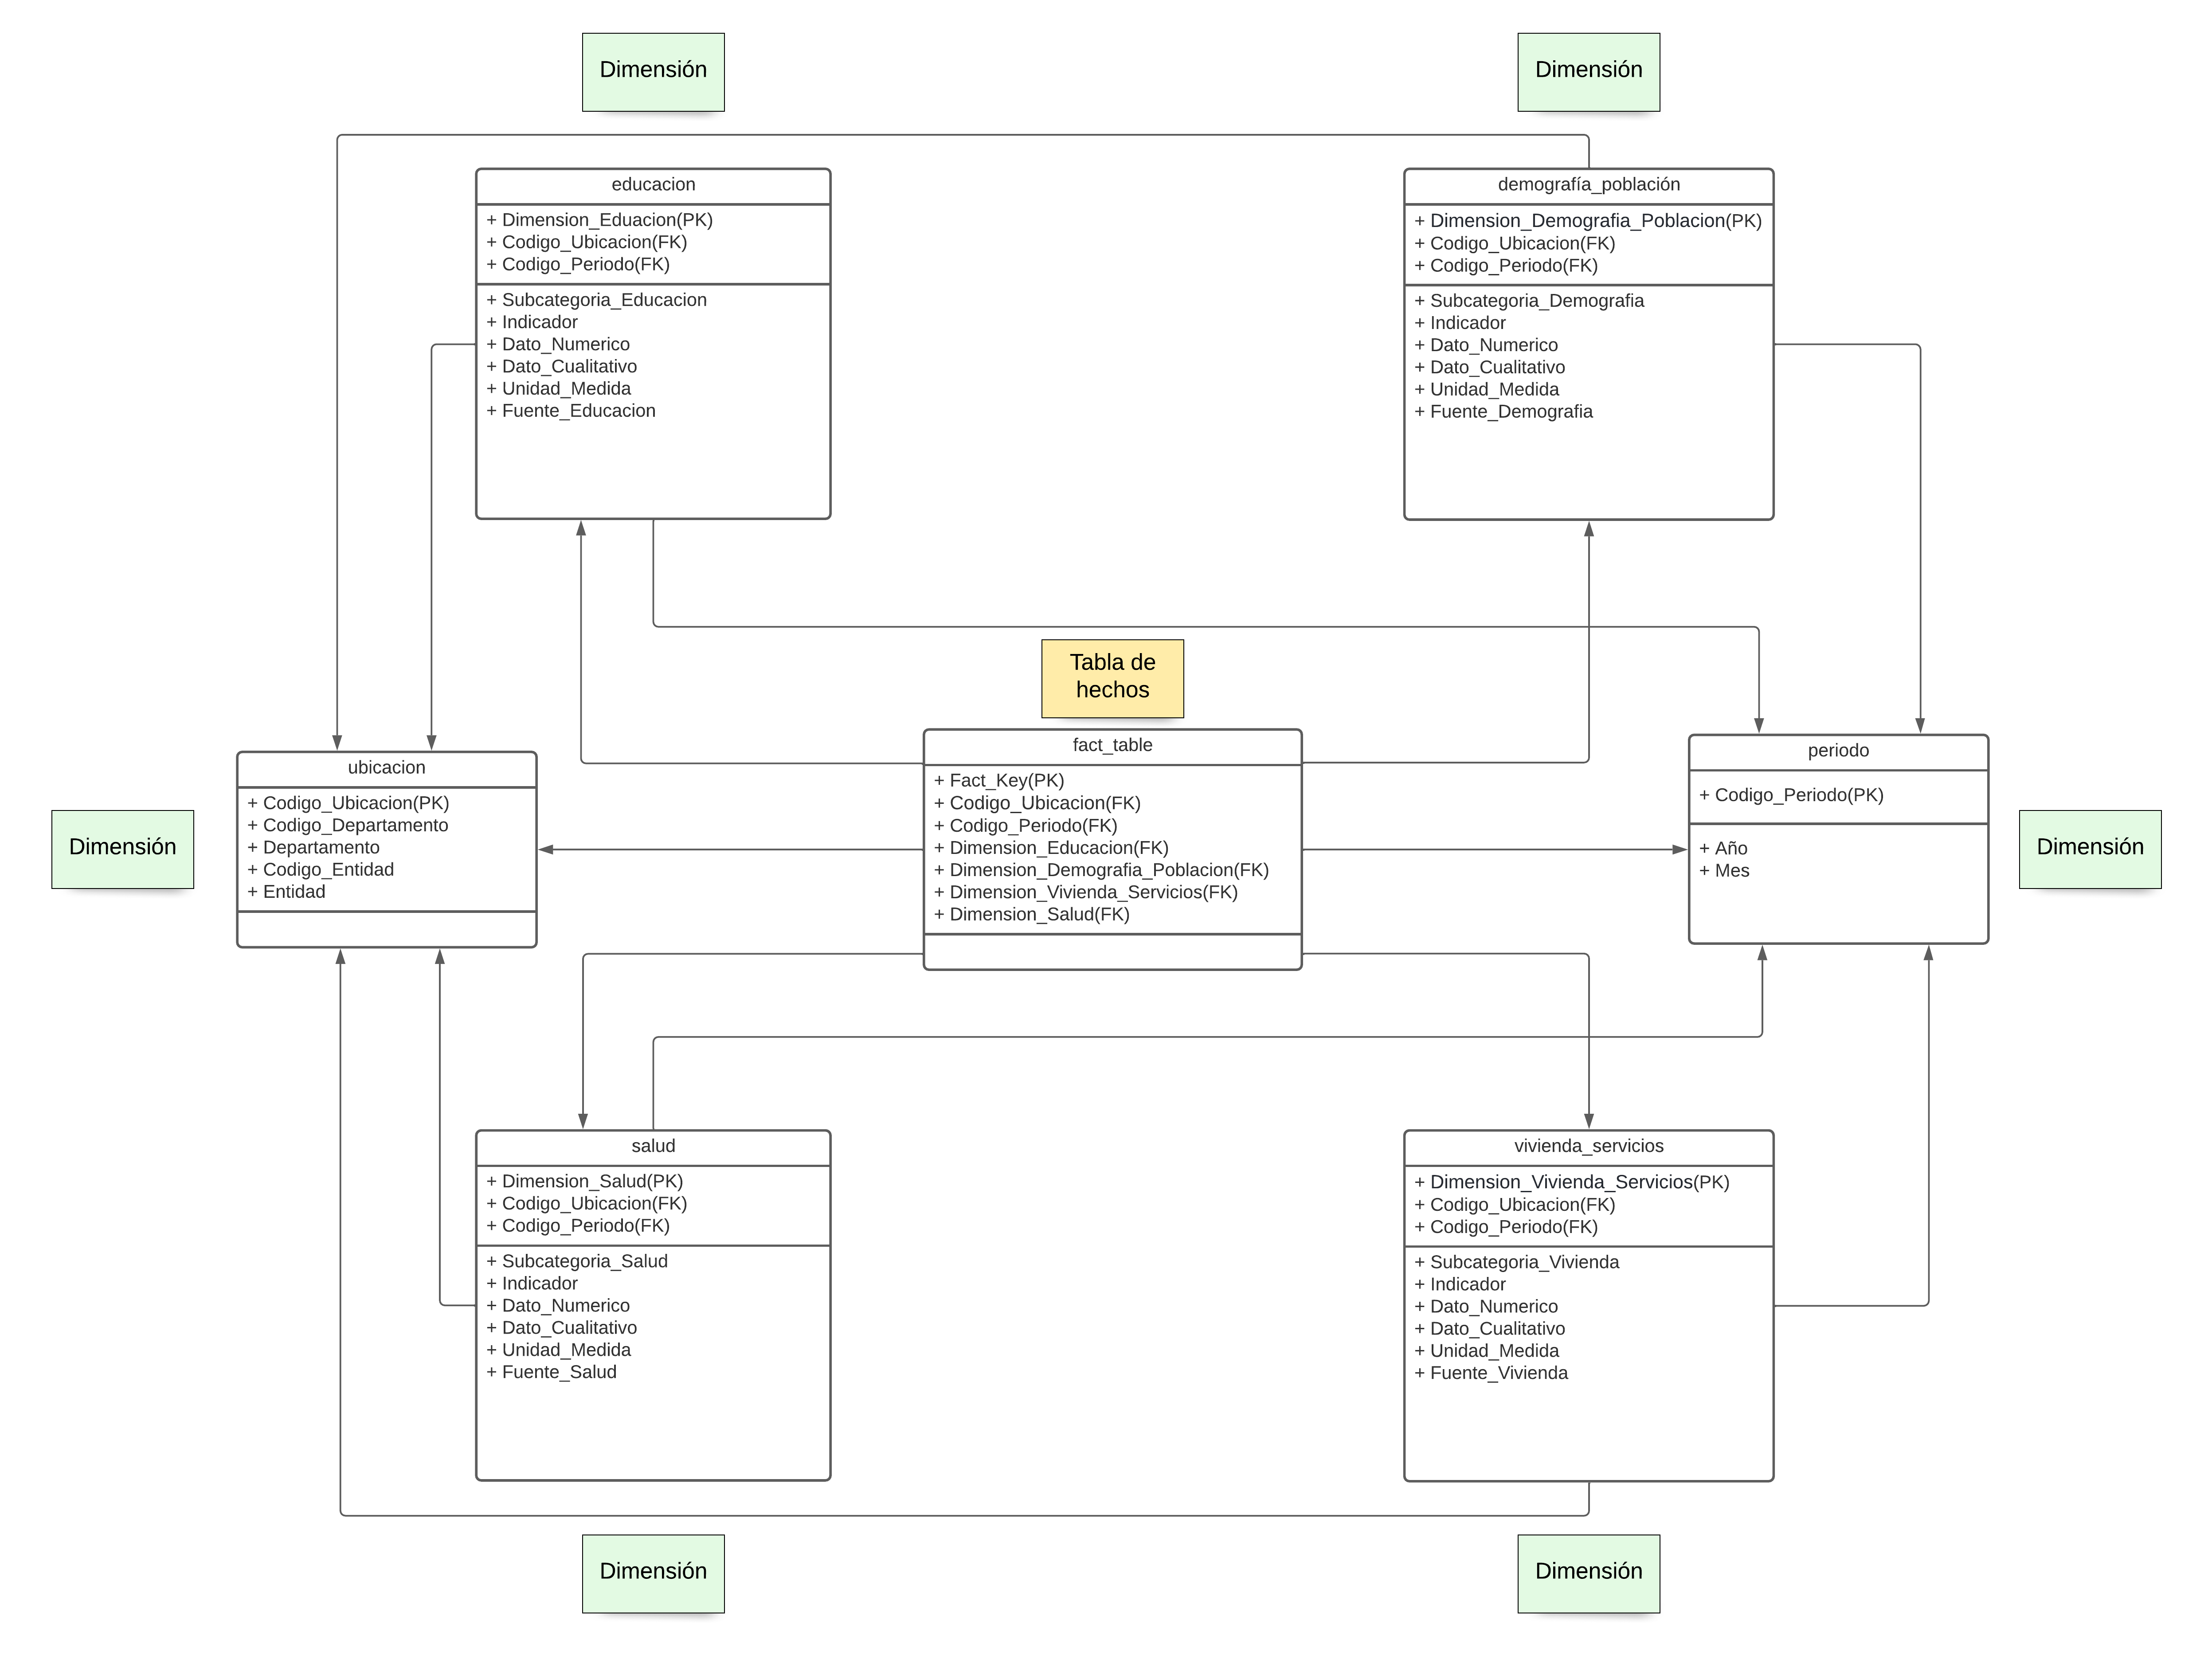 Dimensión
Dimensión
educacion
+ Dimension_Eduacion(PK)
+ Codigo_Ubicacion(FK)
+ Codigo_Periodo(FK)
+ Subcategoria_Educacion
+ Indicador
+ Dato_Numerico
+ Dato_Cualitativo
+ Unidad_Medida
+ Fuente_Educacion
demografía_población
+ Dimension_Demografia_Poblacion(PK)
+ Codigo_Ubicacion(FK)
+ Codigo_Periodo(FK)
+ Subcategoria_Demografia
+ Indicador
+ Dato_Numerico
+ Dato_Cualitativo
+ Unidad_Medida
+ Fuente_Demografia
Dimensión
ubicacion
+ Codigo_Ubicacion(PK)
+ Codigo_Departamento
+ Departamento
+ Codigo_Entidad
+ Entidad
Tabla de
hechos
fact_table
+ Fact_Key(PK)
+ Codigo_Ubicacion(FK)
+ Codigo_Periodo(FK)
+ Dimension_Educacion(FK)
+ Dimension_Demografia_Poblacion(FK)
+ Dimension_Vivienda_Servicios(FK)
+ Dimension_Salud(FK)
periodo
+ Codigo_Periodo(PK)
+ Año
+ Mes
Dimensión
salud
+ Dimension_Salud(PK)
+ Codigo_Ubicacion(FK)
+ Codigo_Periodo(FK)
+ Subcategoria_Salud
+ Indicador
+ Dato_Numerico
+ Dato_Cualitativo
+ Unidad_Medida
+ Fuente_Salud
vivienda_servicios
+ Dimension_Vivienda_Servicios(PK)
+ Codigo_Ubicacion(FK)
+ Codigo_Periodo(FK)
+ Subcategoria_Vivienda
+ Indicador
+ Dato_Numerico
+ Dato_Cualitativo
+ Unidad_Medida
+ Fuente_Vivienda
Dimensión
Dimensión